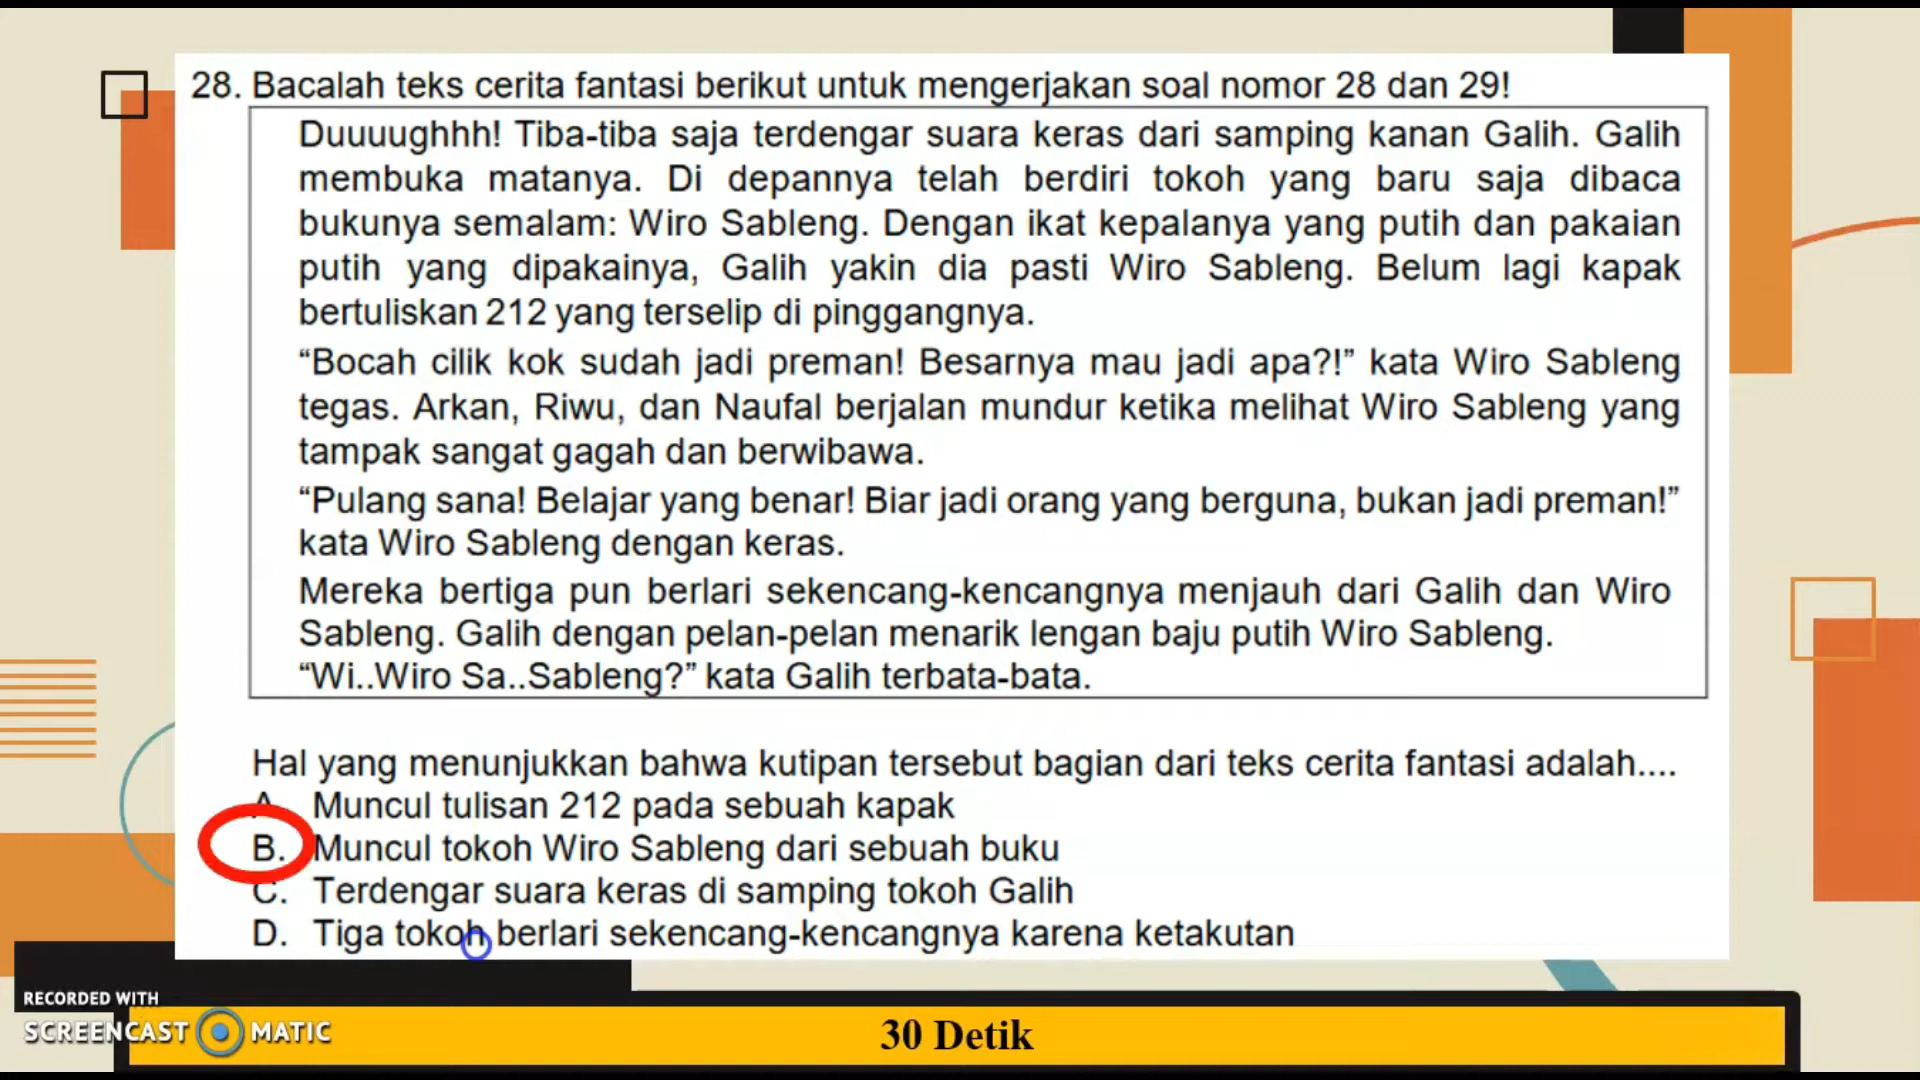 28. Bacalah teks cerita fantasi berikut untuk mengerjakan soal nomor 28 dan 29!
Duuuughhh! Tiba-tiba saja terdengar suara keras dari samping kanan Galih. Galih
membuka matanya. Di depannya telah berdiri tokoh yang baru saja dibaca
bukunya semalam: Wiro Sableng. Dengan ikat kepalanya yang putih dan pakaian
putih yang dipakainya, Galih yakin dia pasti Wiro Sableng. Belum lagi kapak
bertuliskan 212 yang terselip di pinggangnya.
“Bocah cilik kok sudah jadi preman! Besarnya mau jadi apa?!” kata Wiro Sableng
tegas. Arkan, Riwu, dan Naufal berjalan mundur ketika melihat Wiro Sableng yang
tampak sangat gagah dan berwibawa.
“Pulang sana! Belajar yang benar! Biar jadi orang yang berguna, bukan jadi preman!”
kata Wiro Sableng dengan keras.
Mereka bertiga pun berlari sekencang-kencangnya menjauh dari Galih dan Wiro
Sableng. Galih dengan pelan-pelan menarik lengan baju putih Wiro Sableng.
“Wi..Wiro Sa..Sableng?” kata Galih terbata-bata.
Hal yang menunjukkan bahwa kutipan tersebut bagian dari teks cerita fantasi adalah....
A. Muncul tulisan 212 pada sebuah kapak
B. Muncul tokoh Wiro Sableng dari sebuah buku
C. Terdengar suara keras di samping tokoh Galih
D. Tiga tokoh berlari sekencang-kencangnya karena ketakutan
RECORDED WITH
SCREENCAST MATIC
30 Detik